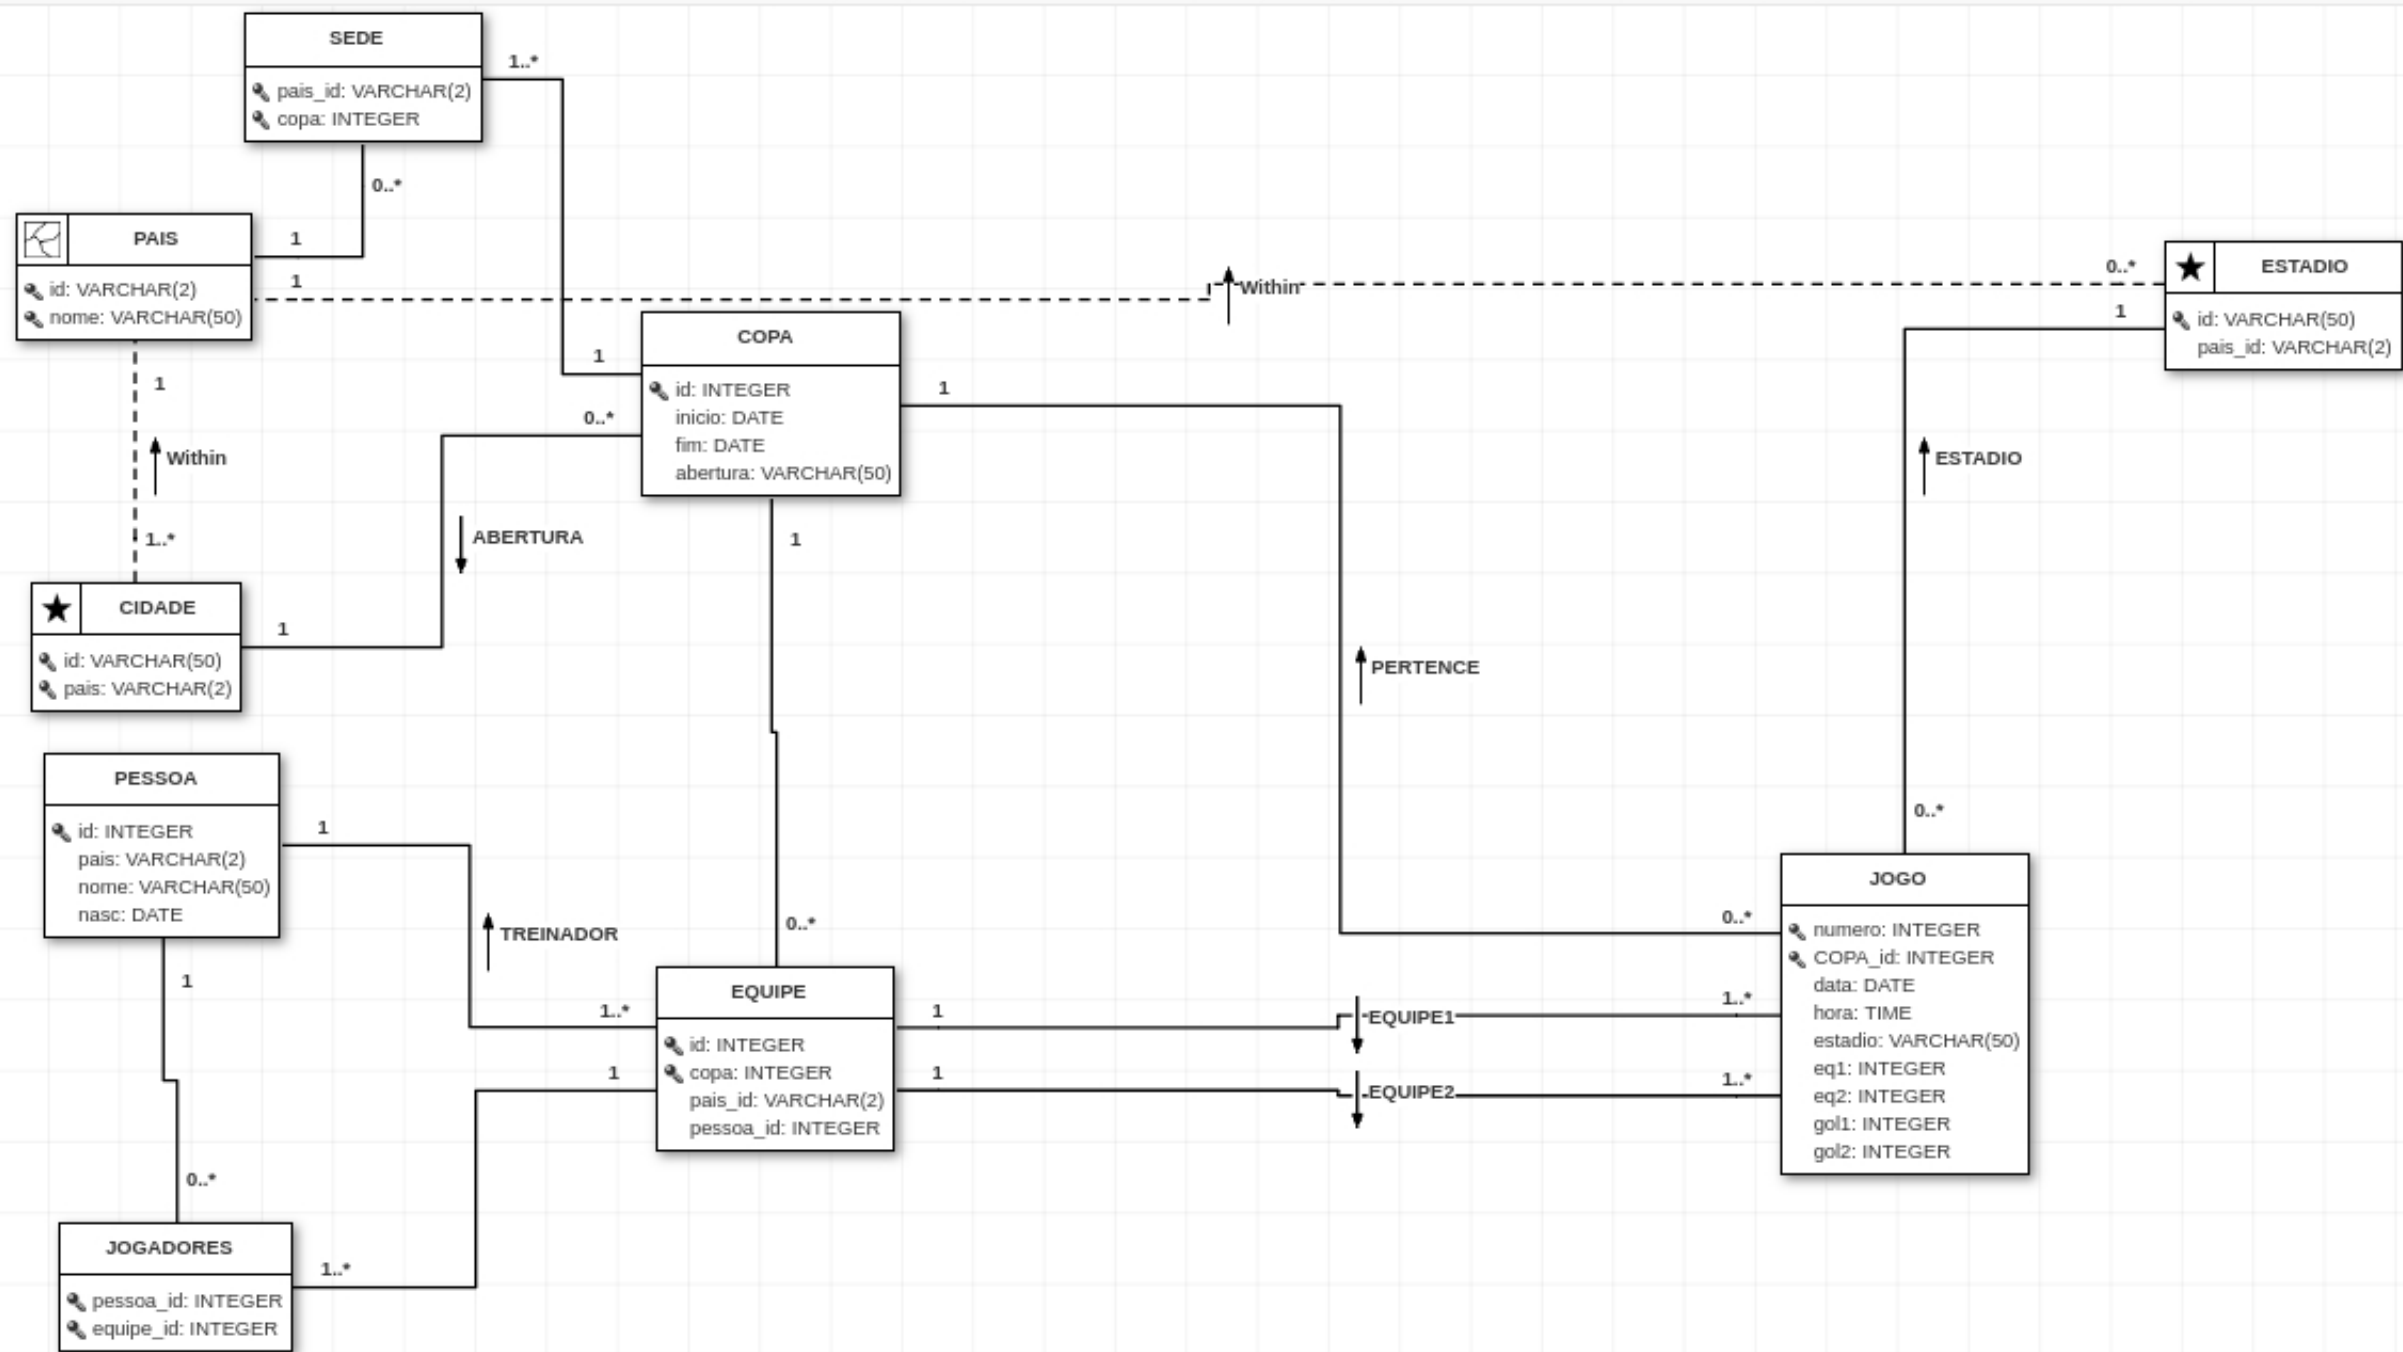 SEDE
pais_id: VARCHAR(2)
copa: INTEGER
1..*
0..*
PAIS
id: VARCHAR(2)
nome: VARCHAR(50)
1
1
Within
0..*
ESTADIO
id: VARCHAR(50)
pais_id: VARCHAR(2)
1
COPA
id: INTEGER
inicio: DATE
fim: DATE
abertura: VARCHAR(50)
1
0..*
1
1
Within
1..*
ABERTURA
1
ESTADIO
CIDADE
id: VARCHAR(50)
pais: VARCHAR(2)
1
PERTENCE
PESSOA
id: INTEGER
pais: VARCHAR(2)
nome: VARCHAR(50)
nasc: DATE
1
TREINADOR
0..*
0..*
0..*
JOGO
numero: INTEGER
COPA_id: INTEGER
data: DATE
hora: TIME
estadio: VARCHAR(50)
eq1: INTEGER
eq2: INTEGER
gol1: INTEGER
gol2: INTEGER
1
1..*
EQUIPE
id: INTEGER
copa: INTEGER
pais_id: VARCHAR(2)
pessoa_id: INTEGER
1
EQUIPE1
1..*
1
1
EQUIPE2
1..*
0..*
JOGADORES
pessoa_id: INTEGER
equipe_id: INTEGER
1..*